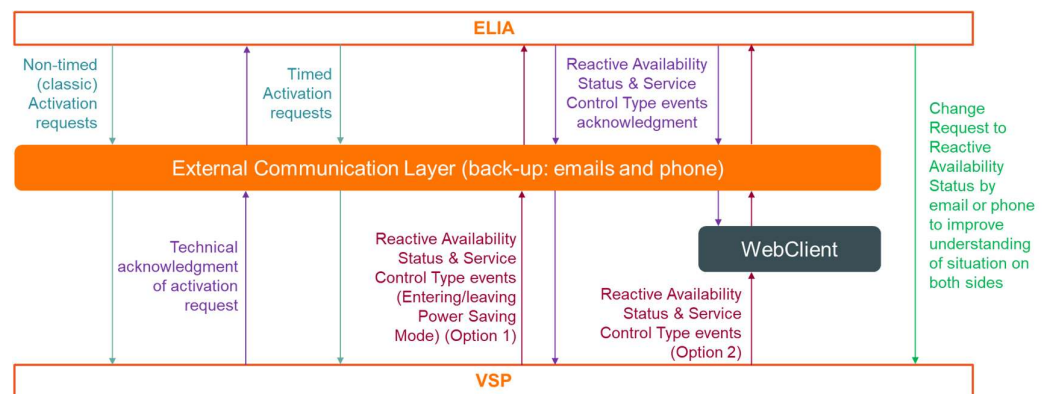 ELIA
Non-timed
(classic)
Activation
requests
Timed
Activation
requests
Reactive Availability
Status & Service
Control Type events
acknowledgment
Change
Request to
Reactive
Availability
Status by
email or phone
to improve
understanding
of situation on
both sides
External Communication Layer (back-up: emails and phone)
Technical
acknowledgment
of activation
request
Reactive Availability
Status & Service
Control Type events
(Entering/leaving
Power Saving
Mode) (Option 1)
WebClient
Reactive Availability
Status & Service
Control Type events
(Option 2)
VSP